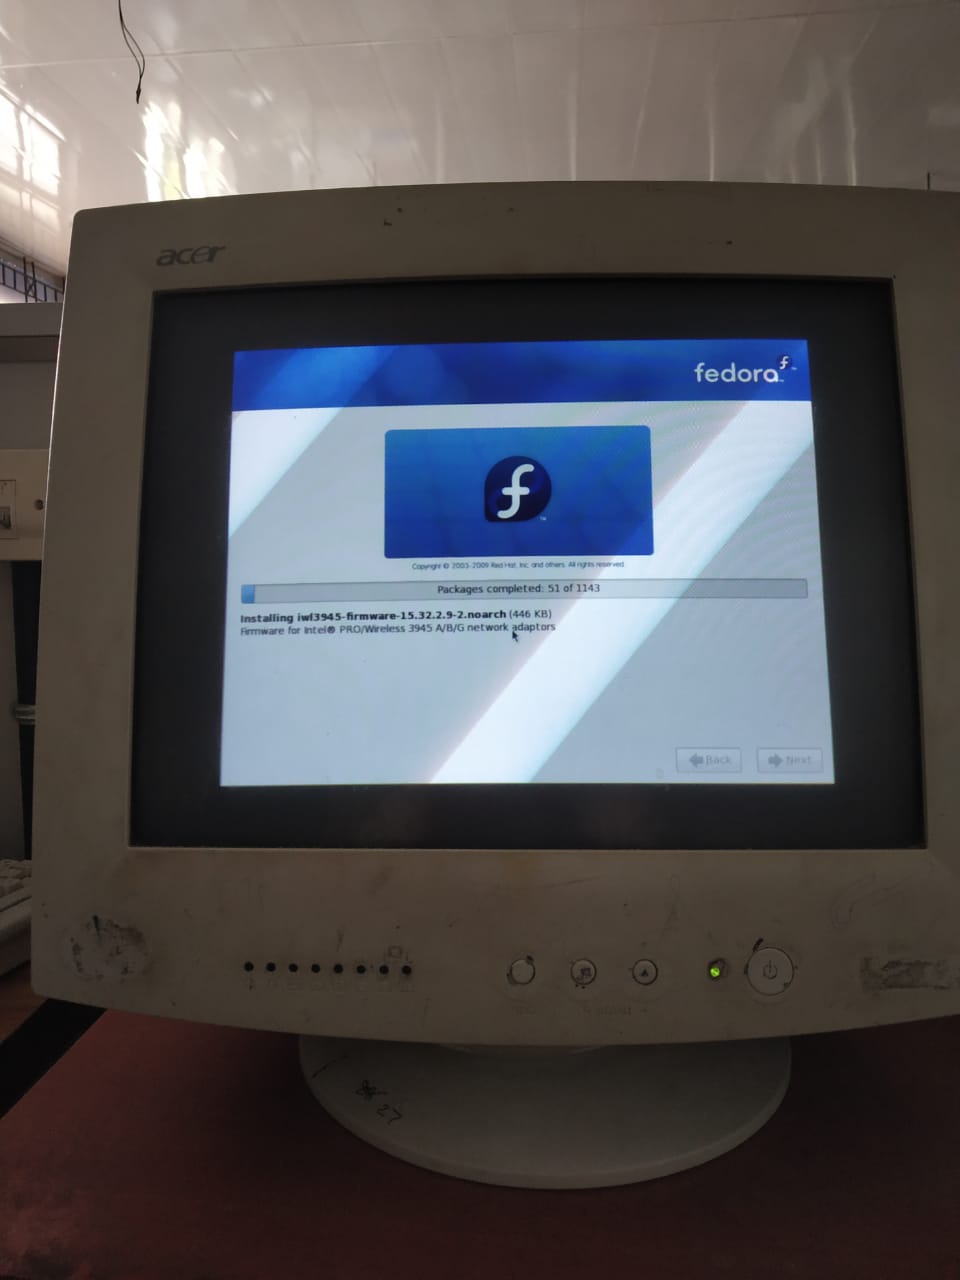 acer
fedora
Copyright © 2003-2009 Red Hat, Inc. and others. All rights reserved.
Packages completed: 51 of 1143
Installing iwl3945-firmware-15.32.2.9-2.noarch (446 KB)
Firmware for Intel® PRO/Wireless 3945 A/B/G network adaptors
Back
Next
27